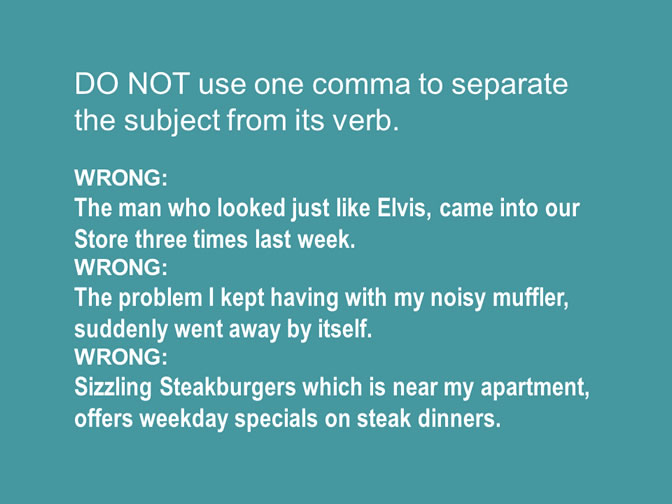 DO NOT use one comma to separate
the subject from its verb.
WRONG:
The man who looked just like Elvis, came into our
Store three times last week.
WRONG:
The problem I kept having with my noisy muffler,
suddenly went away by itself.
WRONG:
Sizzling Steakburgers which is near my apartment,
offers weekday specials on steak dinners.